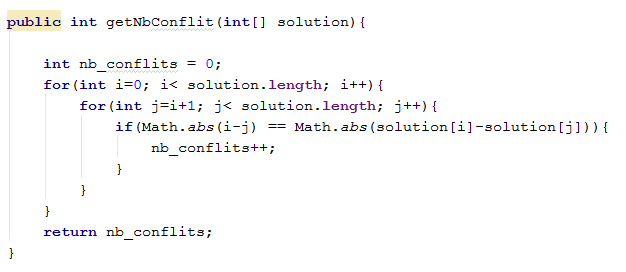 public int getNbConflit(int[] solution){
int nb_conflits = 0;
for(int i=0; i< solution.length; i++){
for(int j=i+1; j< solution.length; j++){
if(Math.abs(i-j) == Math.abs(solution[i]-solution[j])){
nb_conflits++;
}
}
}
return nb_conflits;
}